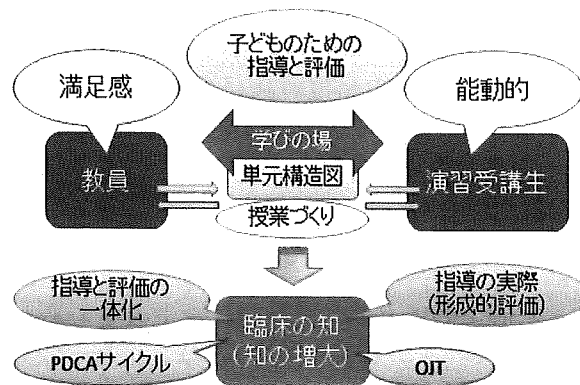 子どものための
指導と評価
満足感
能動的
学びの場
教員
単元構造図
演習受講生
授業づくり
指導と評価の
一体化
指導の実際
(形成的評価)
臨床の知
(知の増大)
PDCAサイクル
OJT